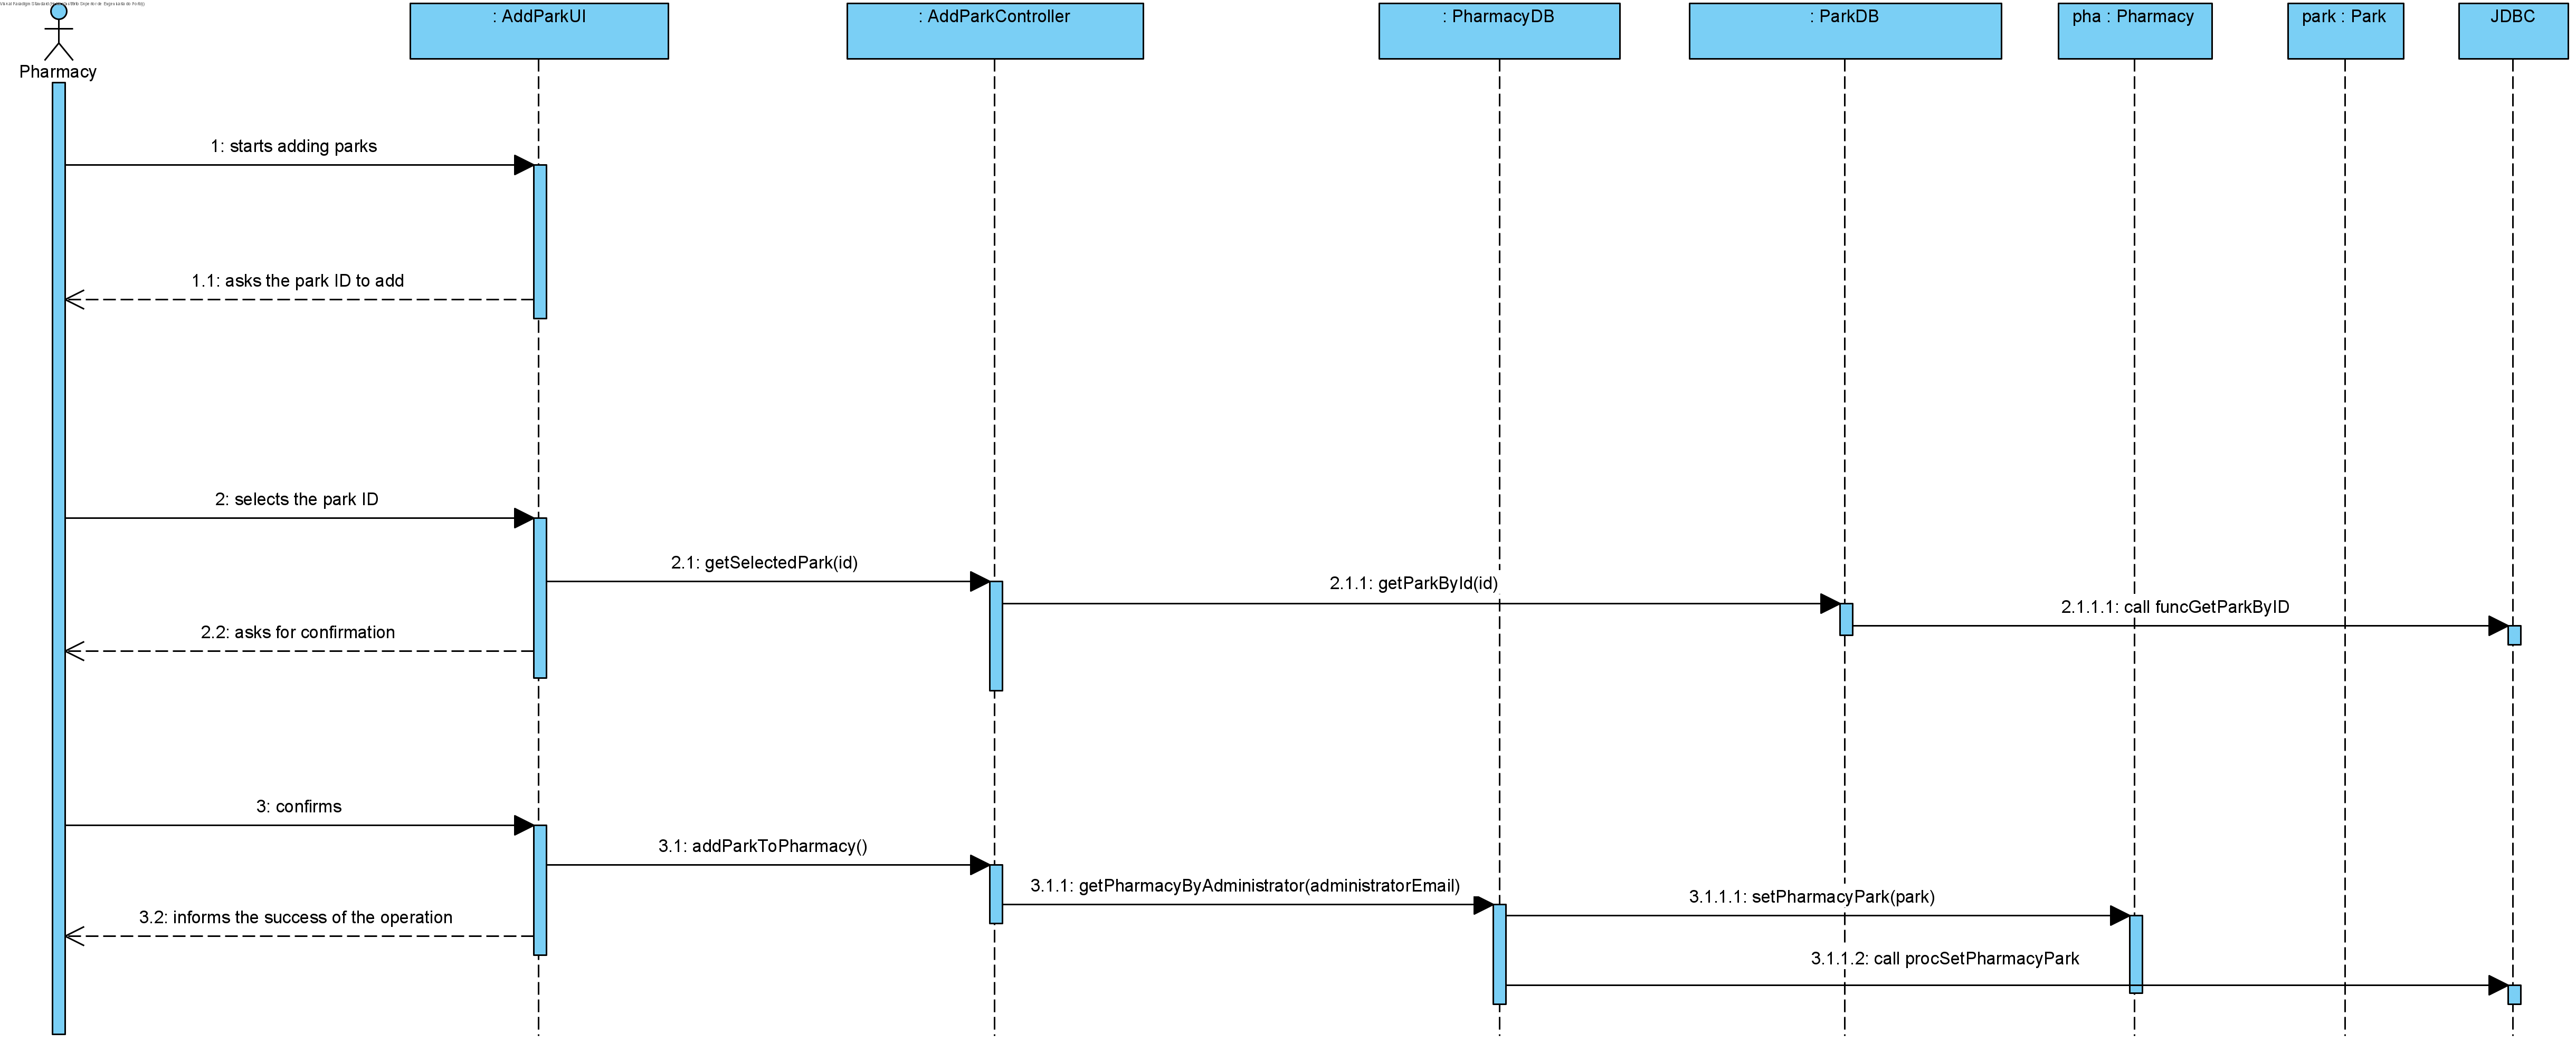 : AddParkUI
: AddParkController
: PharmacyDB
: ParkDB
pha : Pharmacy
park : Park
JDBC
Pharmacy
1: starts adding parks
1.1: asks the park ID to add
2: selects the park ID
2.1: getSelectedPark(id)
2.1.1: getParkById(id)
2.1.1.1: call funcGetParkByID
2.2: asks for confirmation
3: confirms
3.1: addParkToPharmacy()
3.1.1: getPharmacyByAdministrator(administratorEmail)
3.1.1.1: setPharmacyPark(park)
3.2: informs the success of the operation
3.1.1.2: call procSetPharmacyPark